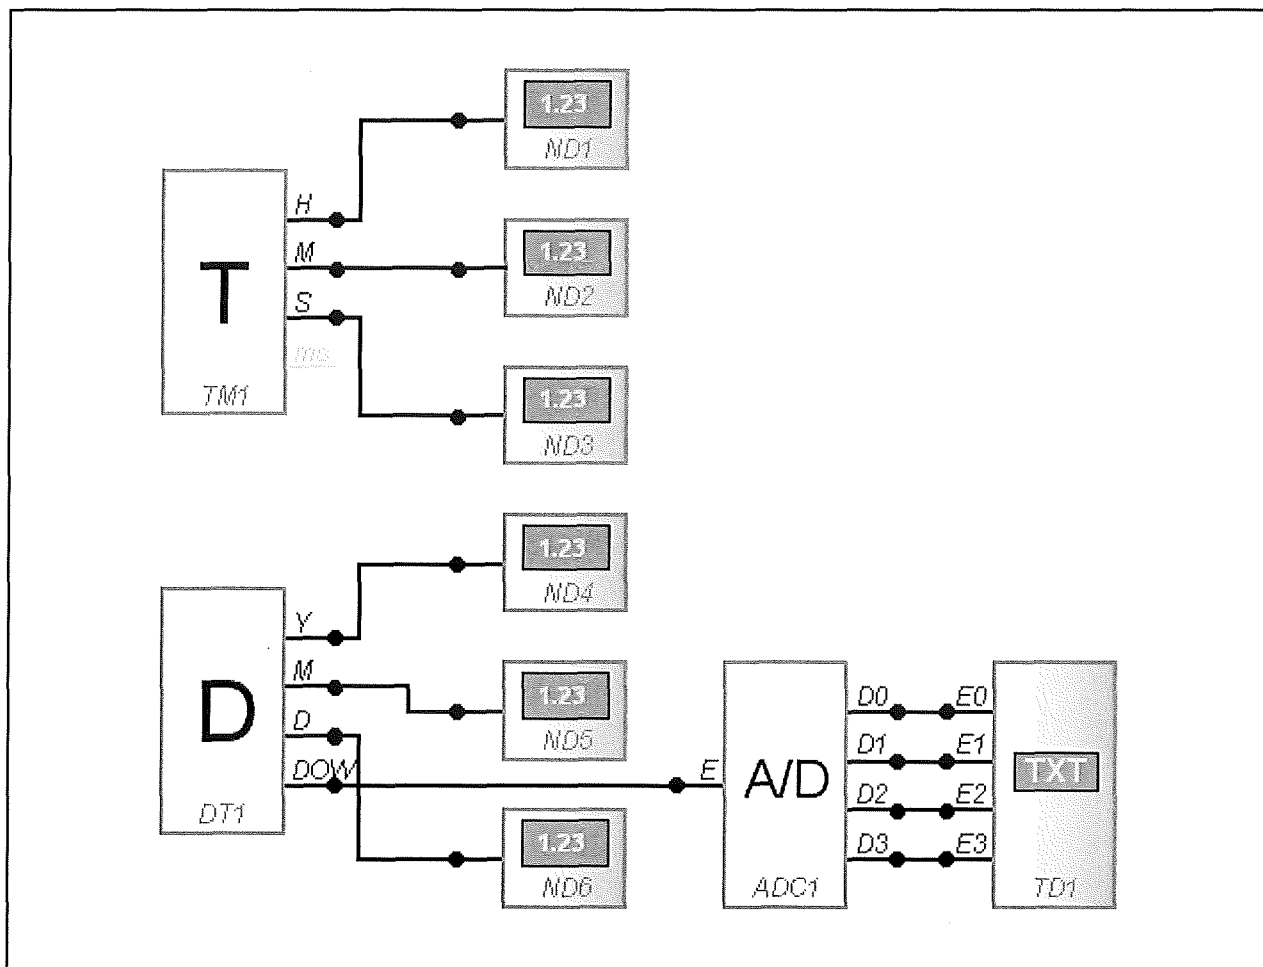 1.23
ND1
H
M
S
ms
T
TM1
1.23
ND2
1.23
ND3
1.23
ND4
Y
M
D
DOW
D
DT1
1.23
ND5
1.23
ND6
E
A/D
ADC1
D0
D1
D2
D3
E0
E1
E2
E3
TXT
TD1